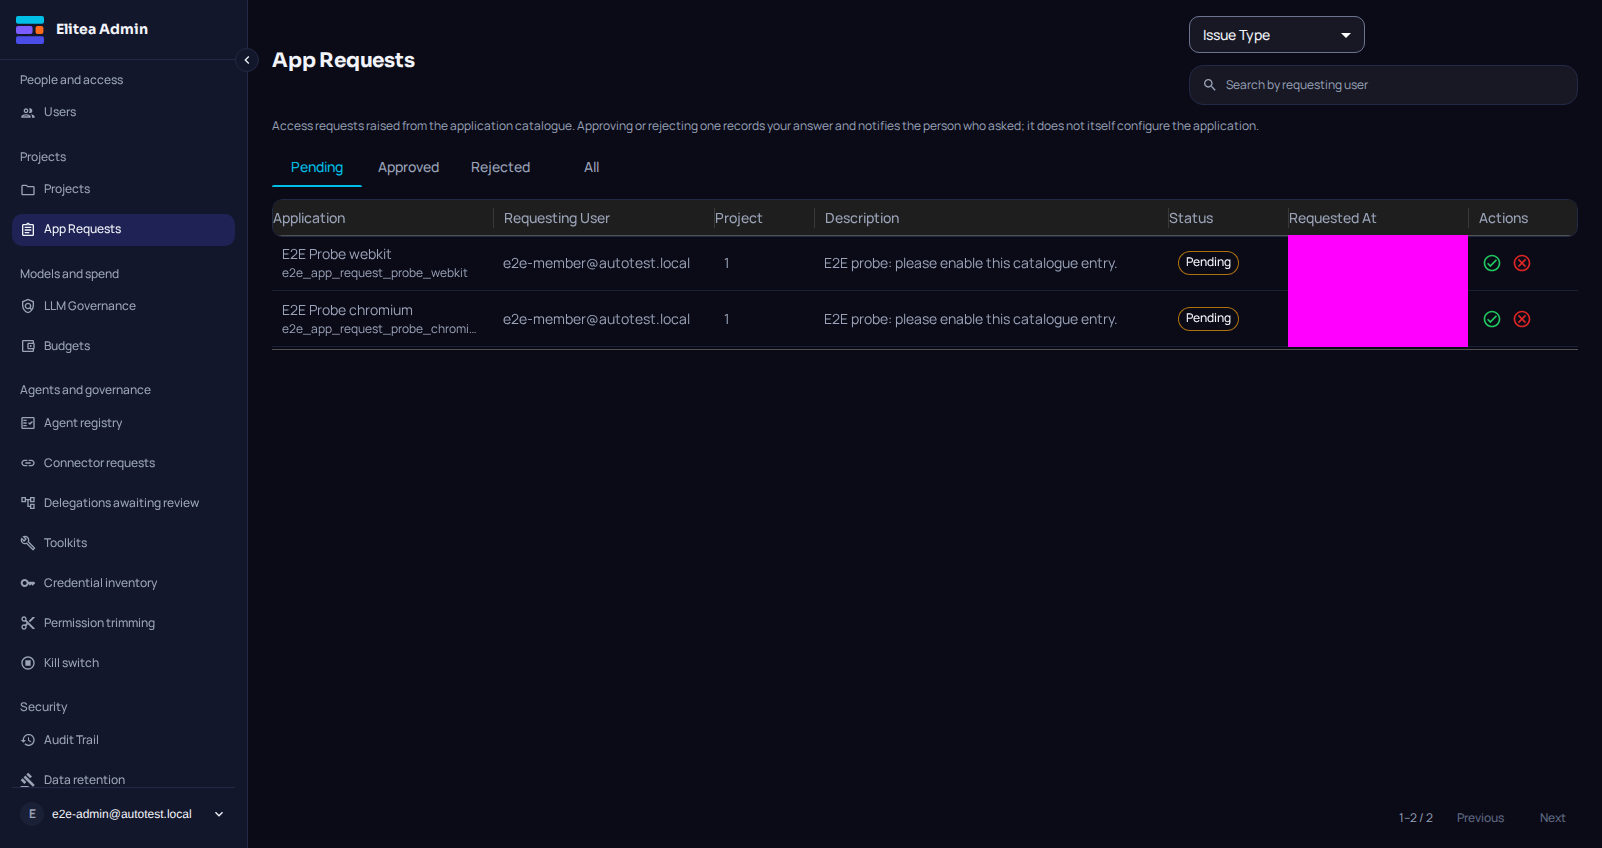 Elitea Admin
People and access
Users
Projects
Projects
App Requests
Models and spend
LLM Governance
Budgets
Agents and governance
Agent registry
Connector requests
Delegations awaiting review
Toolkits
Credential inventory
Permission trimming
Kill switch
Security
Audit Trail
Data retention
E e2e-admin@autotest.local
App Requests
Issue Type
Search by requesting user
Access requests raised from the application catalogue. Approving or rejecting one records your answer and notifies the person who asked; it does not itself configure the application.
Pending Approved Rejected All
Application Requesting User Project Description Status Requested At Actions
E2E Probe webkit
e2e_app_request_probe_webkit
e2e-member@autotest.local 1 E2E probe: please enable this catalogue entry. Pending
E2E Probe chromium
e2e_app_request_probe_chromi...
e2e-member@autotest.local 1 E2E probe: please enable this catalogue entry. Pending
1–2 / 2 Previous Next